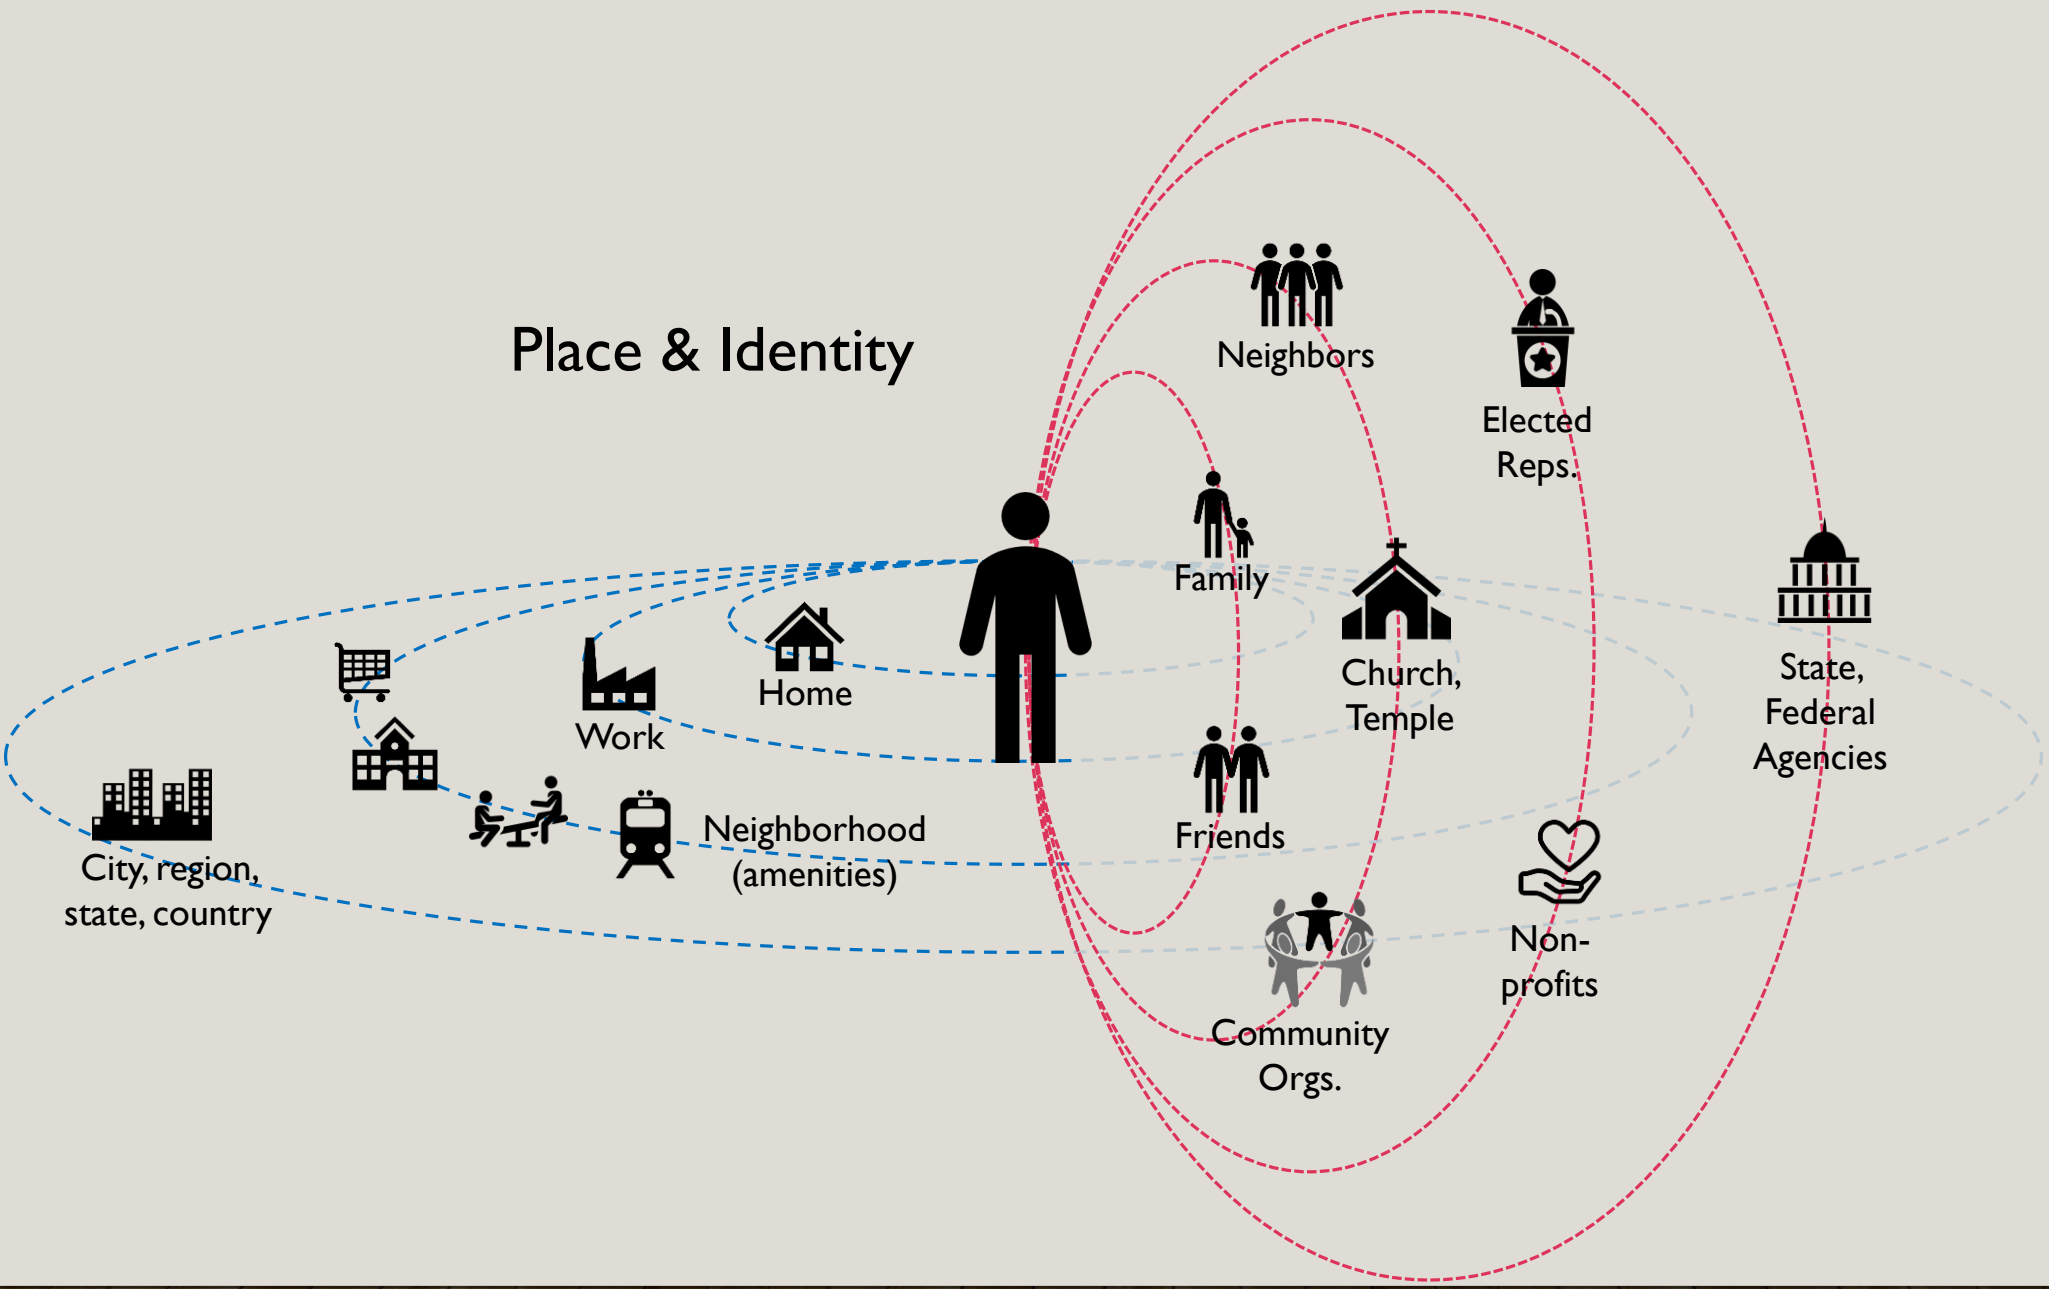 Place & Identity
Neighbors
Elected
Reps.
Family
Church,
Temple
State,
Federal
Agencies
Home
Work
Neighborhood
(amenities)
City, region,
state, country
Friends
Non-
profits
Community
Orgs.